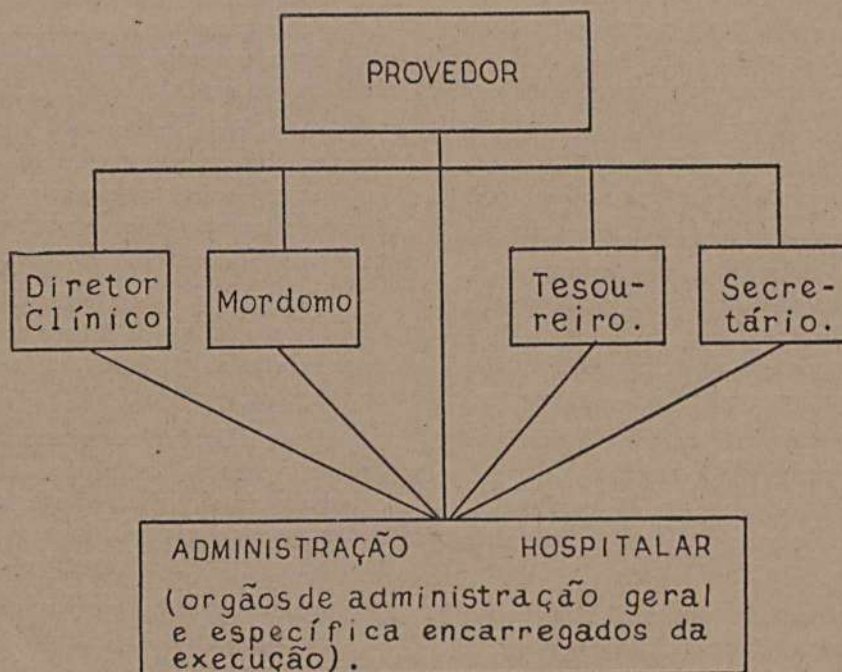 PROVEDOR
Diretor
Clínico
Mordomo
Tesou-
reiro.
Secre-
tário.
ADMINISTRAÇÃO HOSPITALAR
(orgãos de administração geral
e específica encarregados da
execução).